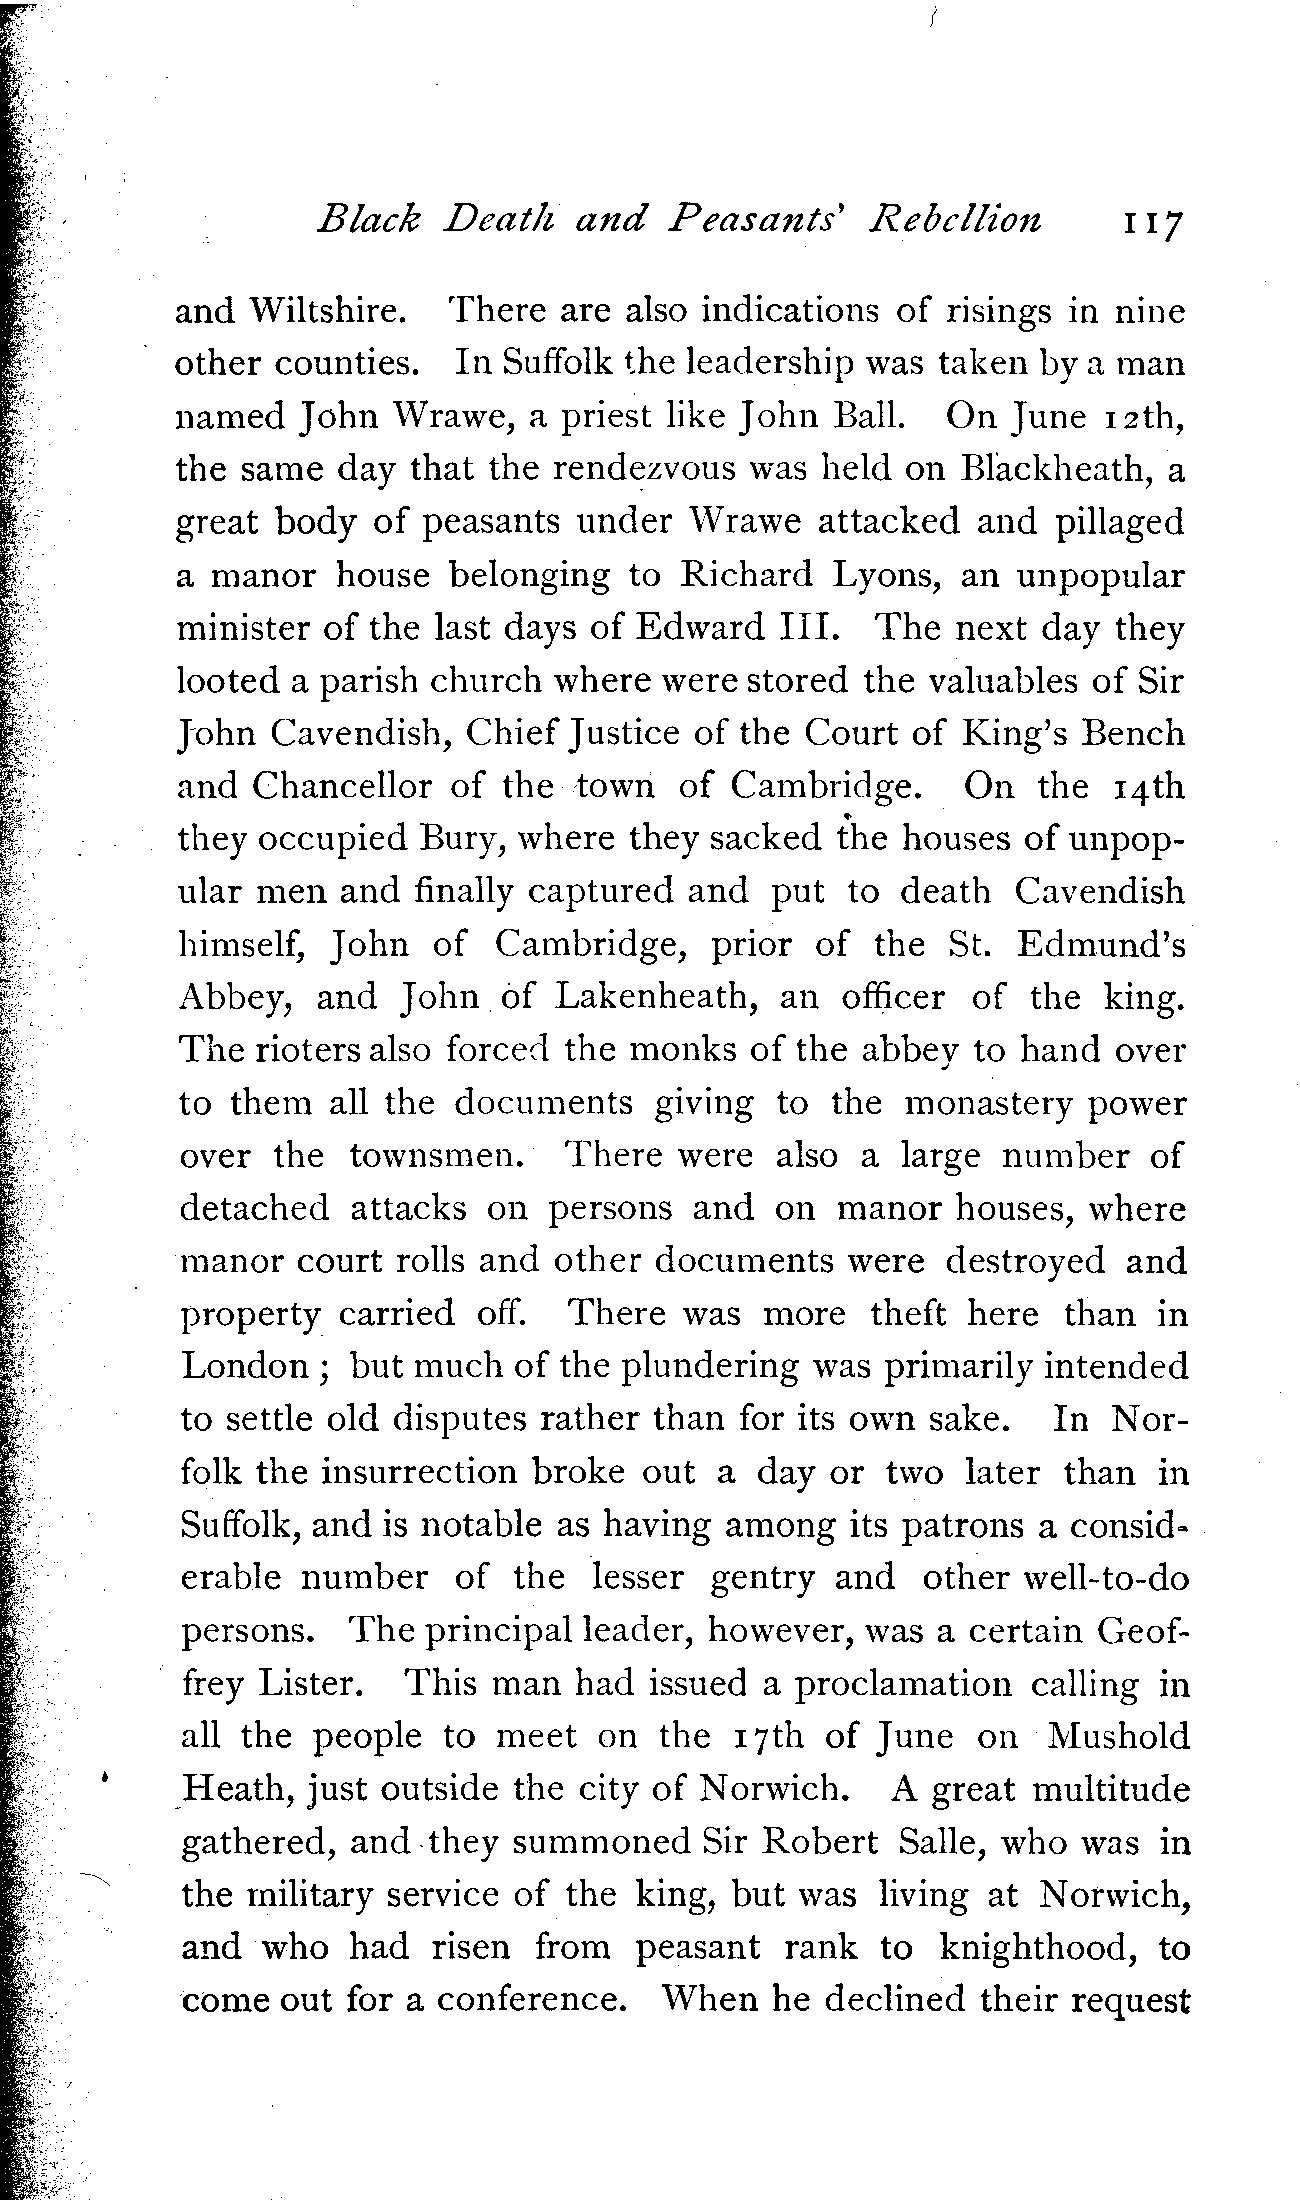 Black Death and Peasants' Rebellion 117
and Wiltshire. There are also indications of risings in nine
other counties. In Suffolk the leadership was taken by a man
named John Wrawe, a priest like John Ball. On June 12th,
the same day that the rendezvous was held on Blackheath, a
great body of peasants under Wrawe attacked and pillaged
a manor house belonging to Richard Lyons, an unpopular
minister of the last days of Edward III. The next day they
looted a parish church where were stored the valuables of Sir
John Cavendish, Chief Justice of the Court of King's Bench
and Chancellor of the town of Cambridge. On the 14th
they occupied Bury, where they sacked the houses of unpop-
ular men and finally captured and put to death Cavendish
himself, John of Cambridge, prior of the St. Edmund's
Abbey, and John of Lakenheath, an officer of the king.
The rioters also forced the monks of the abbey to hand over
to them all the documents giving to the monastery power
over the townsmen. There were also a large number of
detached attacks on persons and on manor houses, where
manor court rolls and other documents were destroyed and
property carried off. There was more theft here than in
London ; but much of the plundering was primarily intended
to settle old disputes rather than for its own sake. In Nor-
folk the insurrection broke out a day or two later than in
Suffolk, and is notable as having among its patrons a consid-
erable number of the lesser gentry and other well-to-do
persons. The principal leader, however, was a certain Geof-
frey Lister. This man had issued a proclamation calling in
all the people to meet on the 17th of June on Mushold
Heath, just outside the city of Norwich. A great multitude
gathered, and they summoned Sir Robert Salle, who was in
the military service of the king, but was living at Norwich,
and who had risen from peasant rank to knighthood, to
come out for a conference. When he declined their request